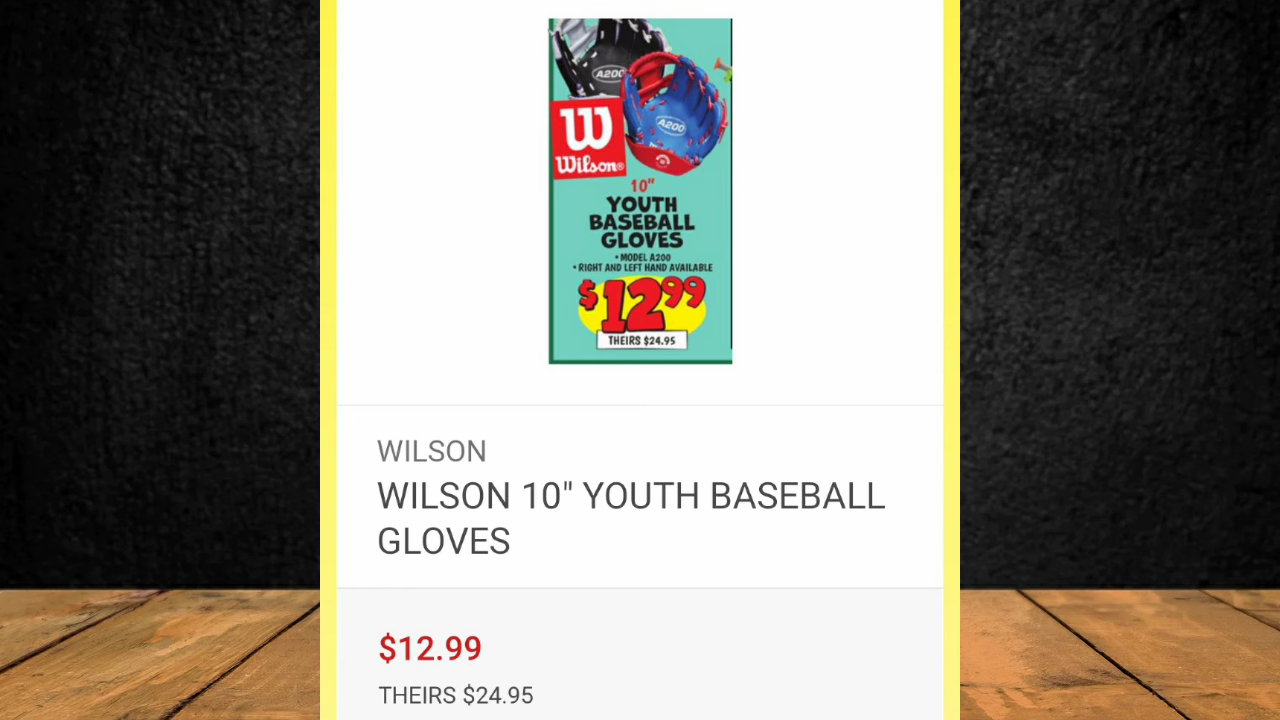 A200
A200
W
Wilson®
10"
YOUTH
BASEBALL
GLOVES
• MODEL A200
• RIGHT AND LEFT HAND AVAILABLE
$12.99
THEIRS $24.95
WILSON
WILSON 10" YOUTH BASEBALL
GLOVES
$12.99
THEIRS $24.95